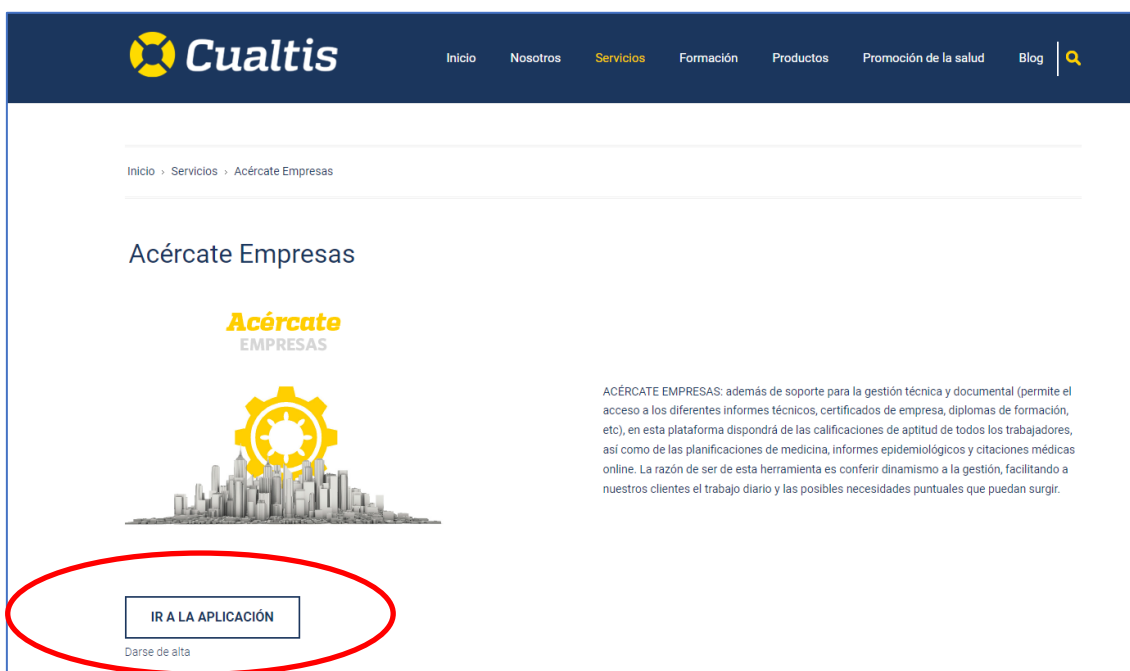 Cualtis
Inicio Nosotros Servicios Formación Productos Promoción de la salud Blog
Inicio › Servicios › Acércate Empresas
Acércate Empresas
Acércate
EMPRESAS
ACÉRCATE EMPRESAS: además de soporte para la gestión técnica y documental (permite el
acceso a los diferentes informes técnicos, certificados de empresa, diplomas de formación,
etc), en esta plataforma dispondrá de las calificaciones de aptitud de todos los trabajadores,
así como de las planificaciones de medicina, informes epidemiológicos y citaciones médicas
online. La razón de ser de esta herramienta es conferir dinamismo a la gestión, facilitando a
nuestros clientes el trabajo diario y las posibles necesidades puntuales que puedan surgir.
IR A LA APLICACIÓN
Darse de alta